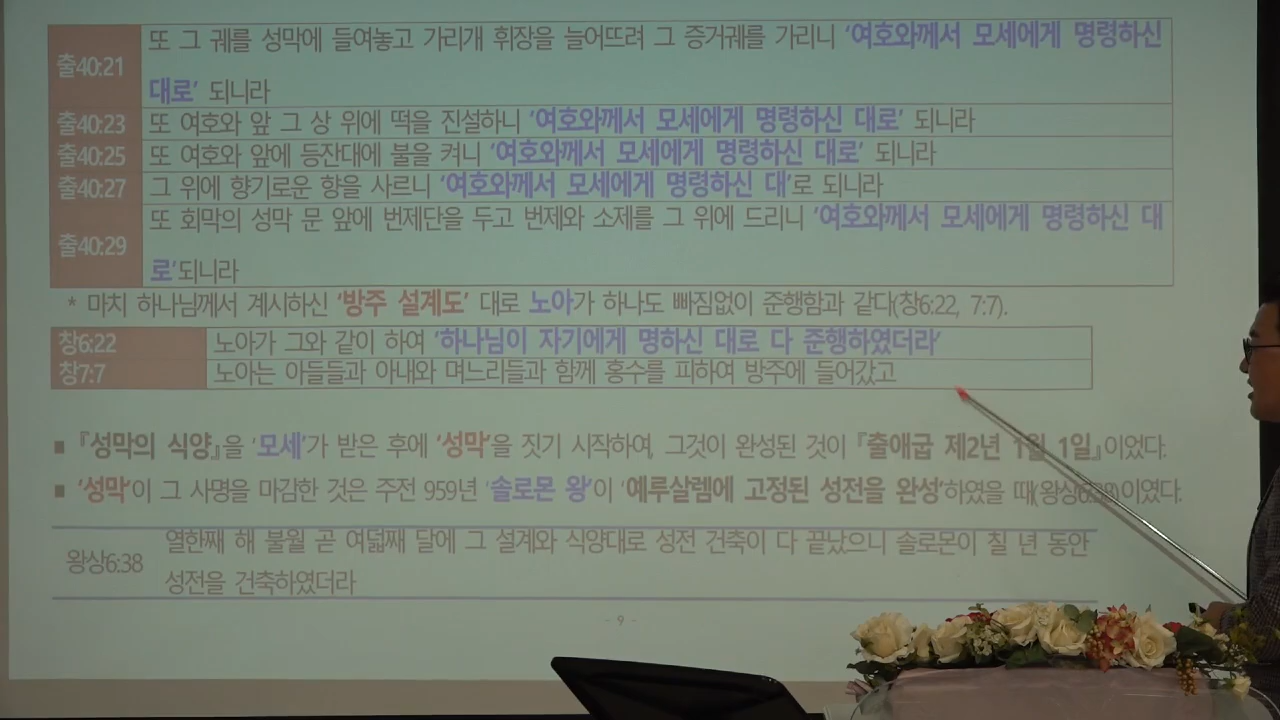 출40:21 또 그 궤를 성막에 들여놓고 가리개 휘장을 늘어뜨려 그 증거궤를 가리니 '여호와께서 모세에게 명령하신
대로' 되니라
출40:23 또 여호와 앞 그 상 위에 떡을 진설하니 '여호와께서 모세에게 명령하신 대로' 되니라
출40:25 또 여호와 앞에 등잔대에 불을 켜니 '여호와께서 모세에게 명령하신 대로' 되니라
출40:27 그 위에 향기로운 향을 사르니 '여호와께서 모세에게 명령하신 대'로 되니라
출40:29 또 회막의 성막 문 앞에 번제단을 두고 번제와 소제를 그 위에 드리니 '여호와께서 모세에게 명령하신 대
로'되니라
* 마치 하나님께서 계시하신 '방주 설계도' 대로 노아가 하나도 빠짐없이 준행함과 같다(창6:22, 7:7).
창6:22 노아가 그와 같이 하여 '하나님이 자기에게 명하신 대로 다 준행하였더라'
창7:7 노아는 아들들과 아내와 며느리들과 함께 홍수를 피하여 방주에 들어갔고
■ 『성막의 식양』을 '모세'가 받은 후에 '성막'을 짓기 시작하여, 그것이 완성된 것이 『출애굽 제2년 1월 1일』이었다.
■ '성막'이 그 사명을 마감한 것은 주전 959년 '솔로몬 왕'이 '예루살렘에 고정된 성전을 완성'하였을 때(왕상6:38)이었다.
왕상6:38 열한째 해 불월 곧 여덟째 달에 그 설계와 식양대로 성전 건축이 다 끝났으니 솔로몬이 칠 년 동안
성전을 건축하였더라
- 9 -